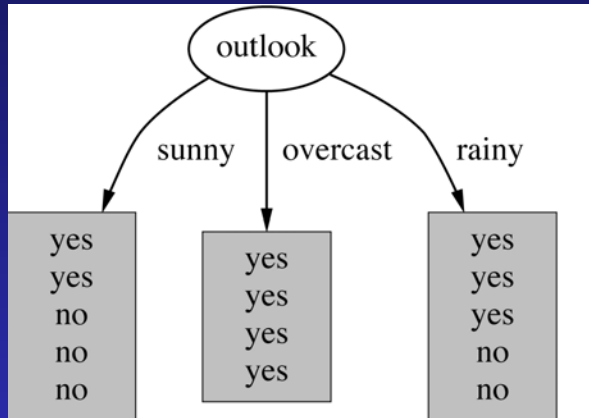 outlook
sunny
overcast
rainy
yes
yes
no
no
no
yes
yes
yes
yes
yes
yes
yes
no
no